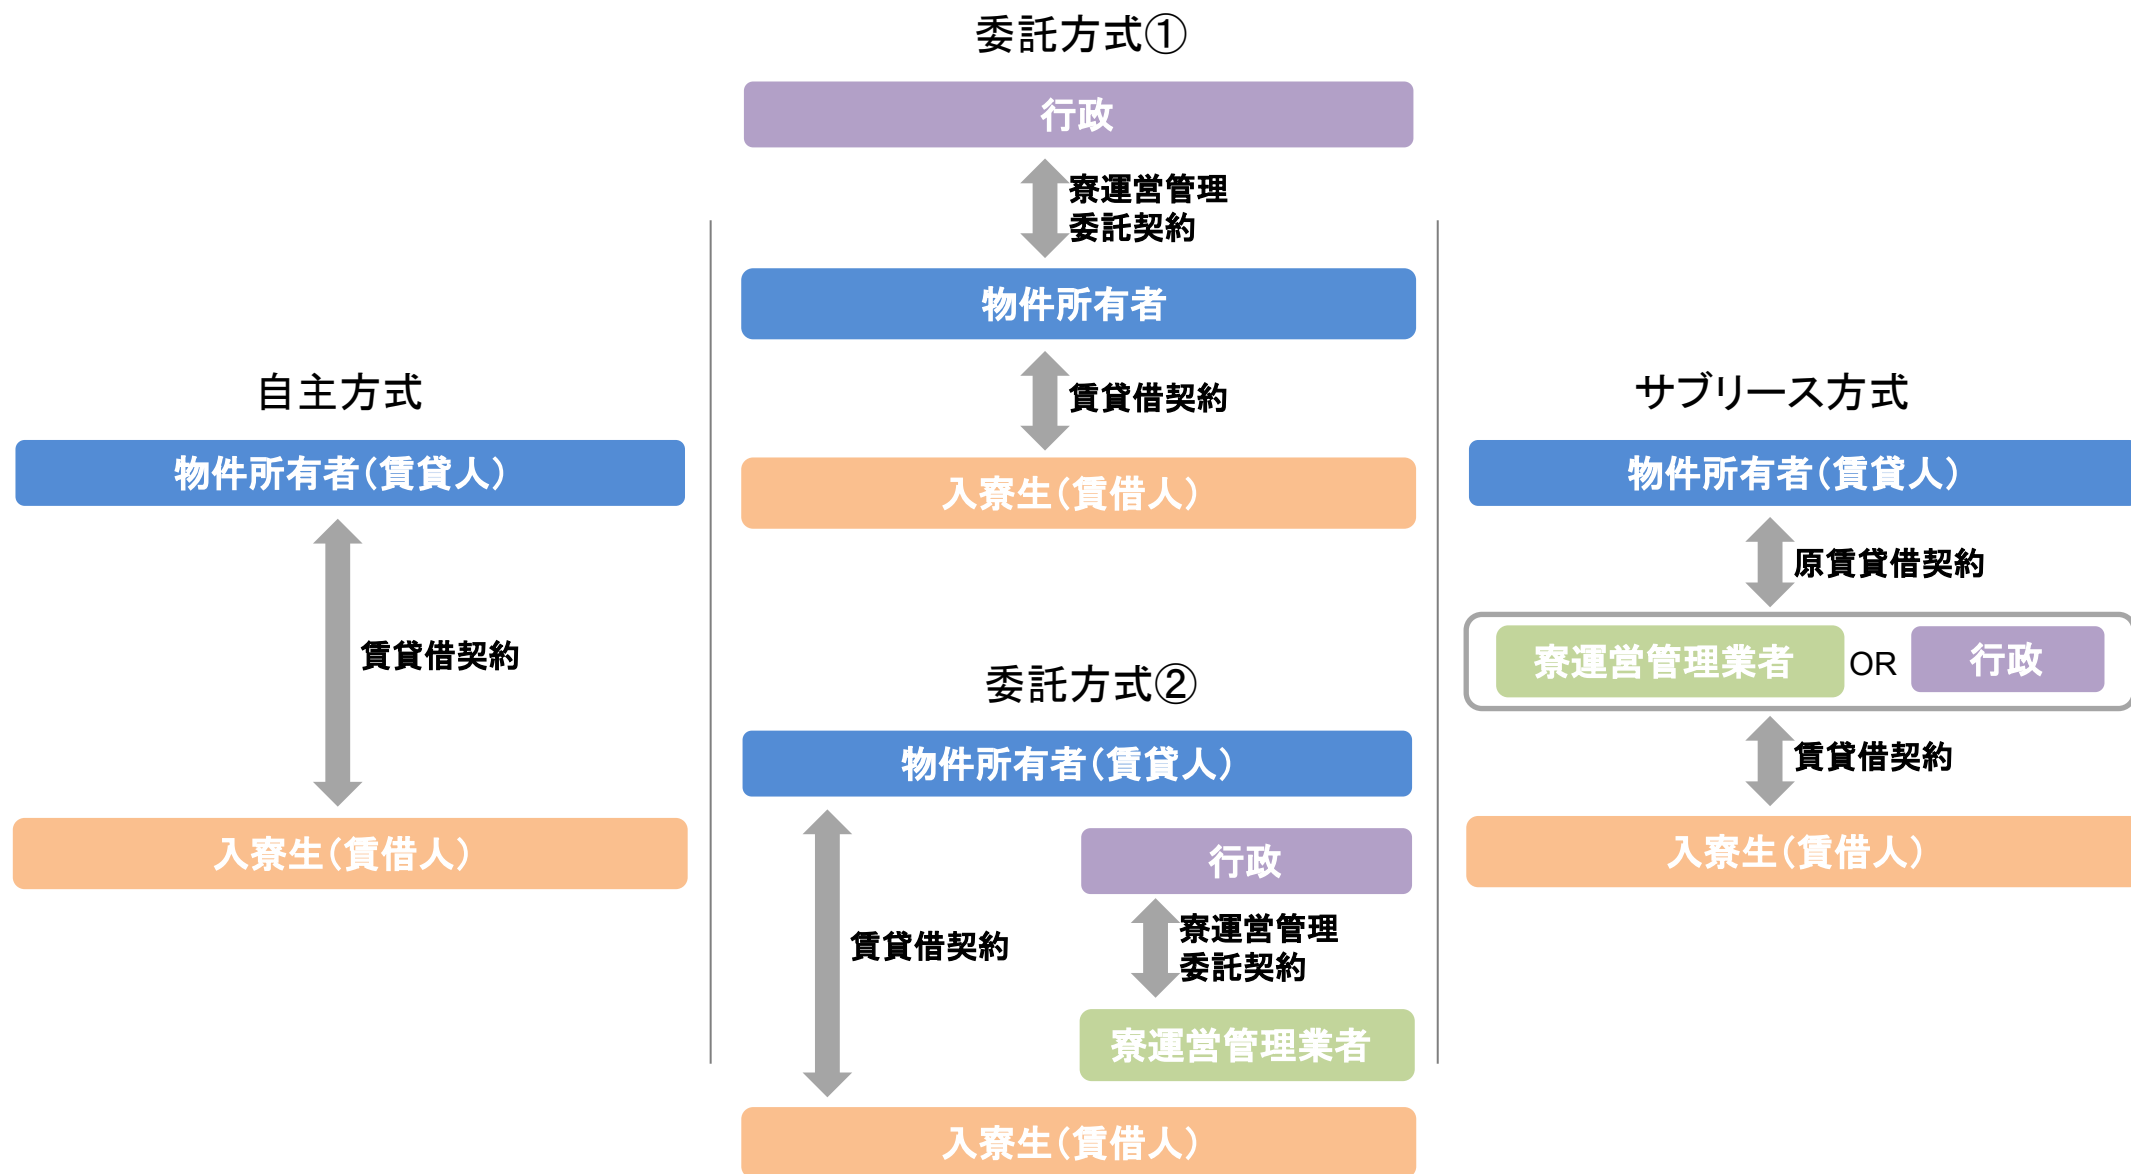 自主方式
物件所有者（賃貸人）
賃貸借契約
入寮生（賃借人）
委託方式①
行政
寮運営管理
委託契約
物件所有者
賃貸借契約
入寮生（賃借人）
委託方式②
物件所有者（賃貸人）
賃貸借契約
行政
寮運営管理
委託契約
寮運営管理業者
入寮生（賃借人）
サブリース方式
物件所有者（賃貸人）
原賃貸借契約
寮運営管理業者 OR 行政
賃貸借契約
入寮生（賃借人）